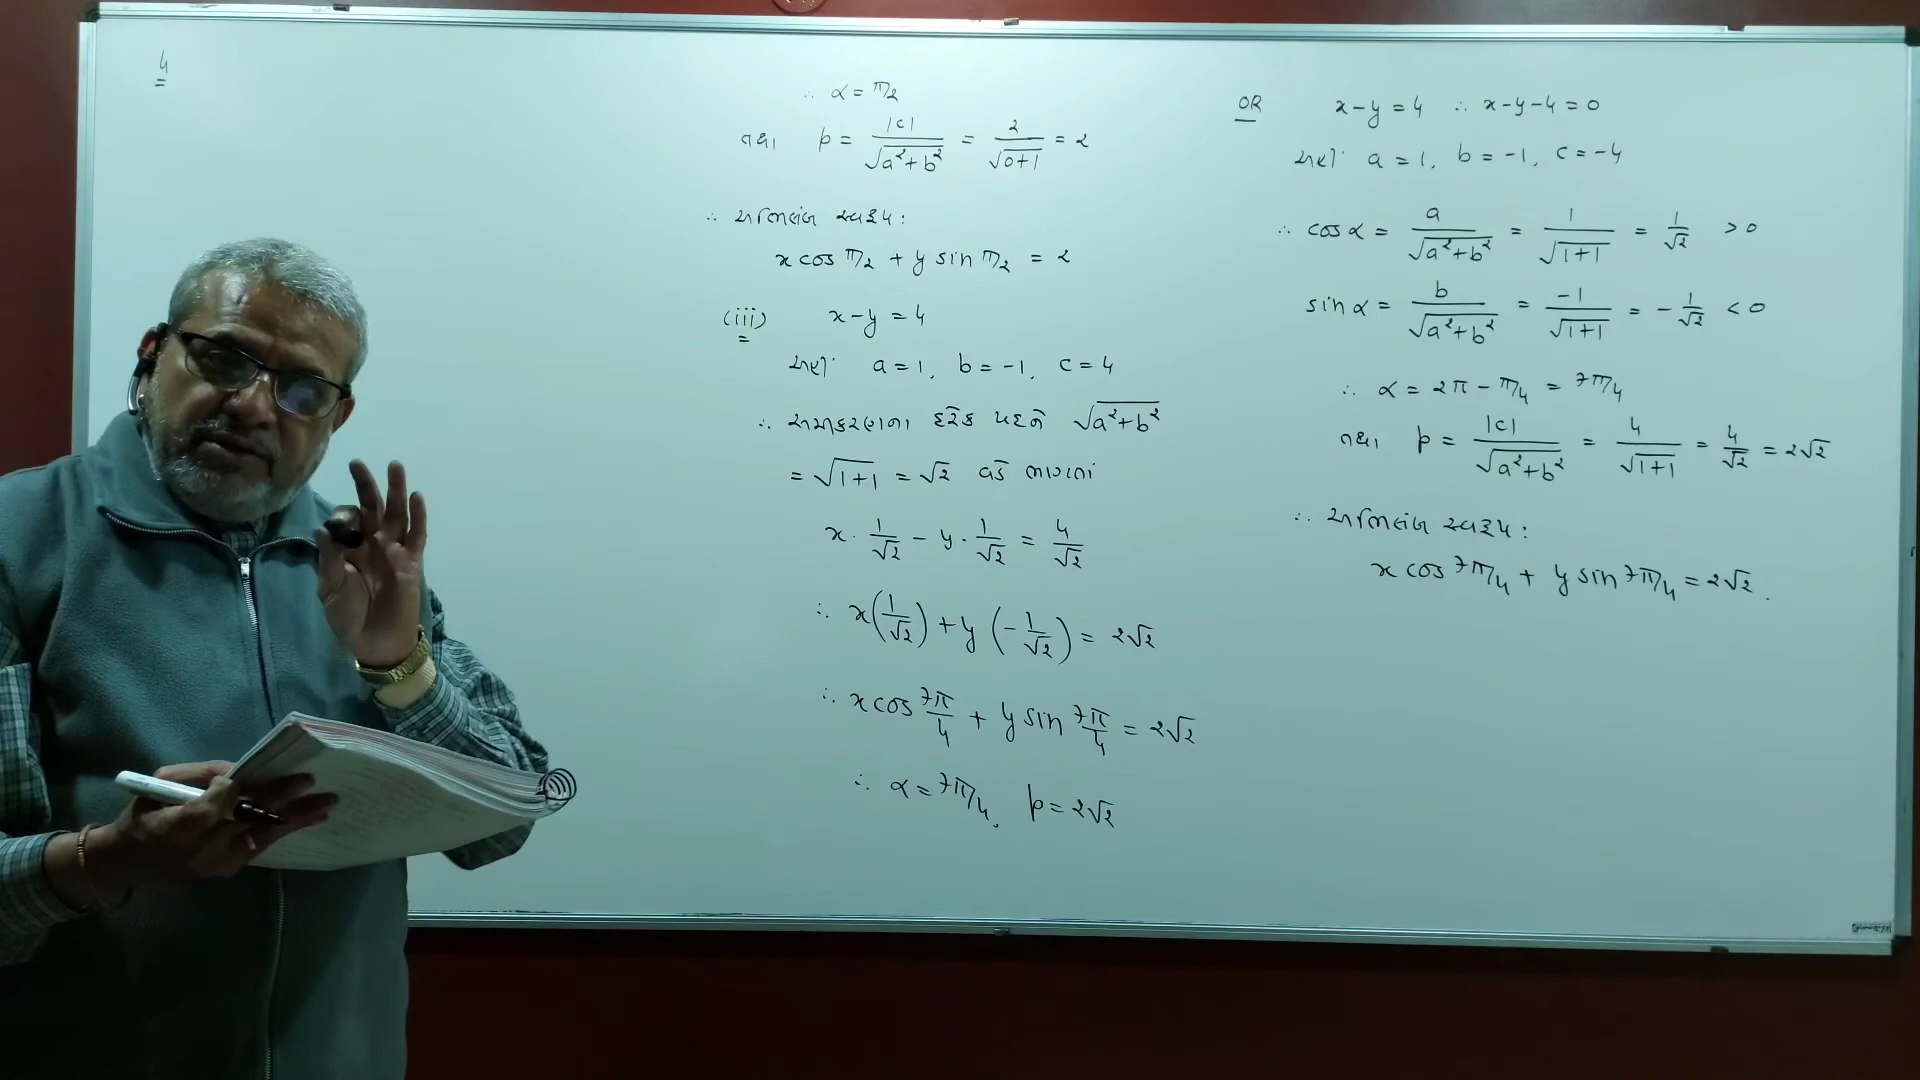 4
∴ α = π/2
તથા p = |c| / √(a²+b²) = 2 / √(0+1) = 2
∴ અભિલંબ સ્વરૂપ :
x cos π/2 + y sin π/2 = 2
(iii) x - y = 4
અહીં a = 1, b = -1, c = 4
∴ સમીકરણના દરેક પદને √(a²+b²)
= √(1+1) = √2 વડે ભાગતાં
x · 1/√2 - y · 1/√2 = 4/√2
∴ x(1/√2) + y(-1/√2) = 2√2
∴ x cos 7π/4 + y sin 7π/4 = 2√2
∴ α = 7π/4, p = 2√2
OR x - y = 4 ∴ x - y - 4 = 0
અહીં a = 1, b = -1, c = -4
∴ cos α = a / √(a²+b²) = 1 / √(1+1) = 1/√2 > 0
sin α = b / √(a²+b²) = -1 / √(1+1) = -1/√2 < 0
∴ α = 2π - π/4 = 7π/4
તથા p = |c| / √(a²+b²) = 4 / √(1+1) = 4/√2 = 2√2
∴ અભિલંબ સ્વરૂપ :
x cos 7π/4 + y sin 7π/4 = 2√2.